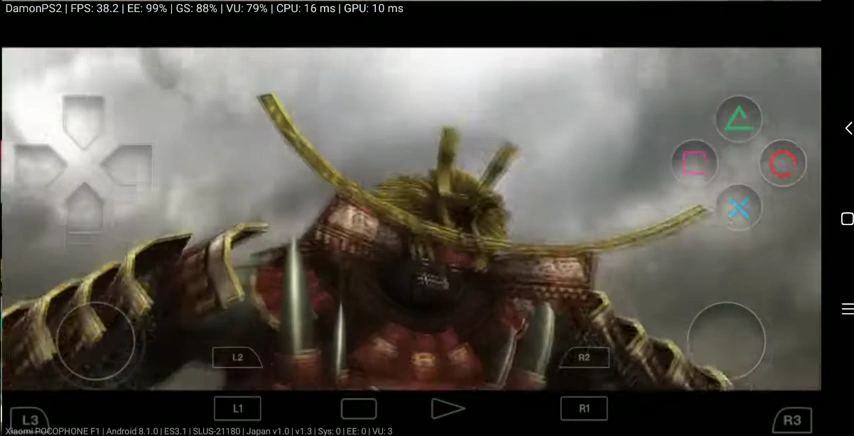 DamonPS2 | FPS: 38.2 | EE: 99% | GS: 88% | VU: 79% | CPU: 16 ms | GPU: 10 ms
L2
R2
L1
R1
L3
R3
Xiaomi POCOPHONE F1 | Android 8.1.0 | ES3.1 | SLUS-21180 | Japan v1.0 | v1.3 | Sys: 0 | EE: 0 | VU: 3